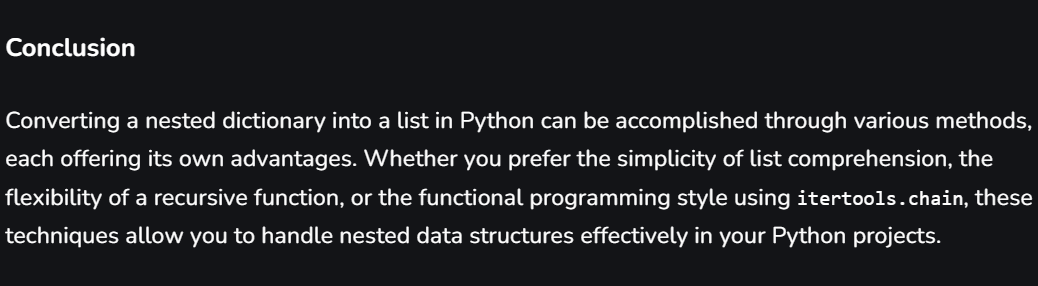 Conclusion
Converting a nested dictionary into a list in Python can be accomplished through various methods,
each offering its own advantages. Whether you prefer the simplicity of list comprehension, the
flexibility of a recursive function, or the functional programming style using itertools.chain, these
techniques allow you to handle nested data structures effectively in your Python projects.